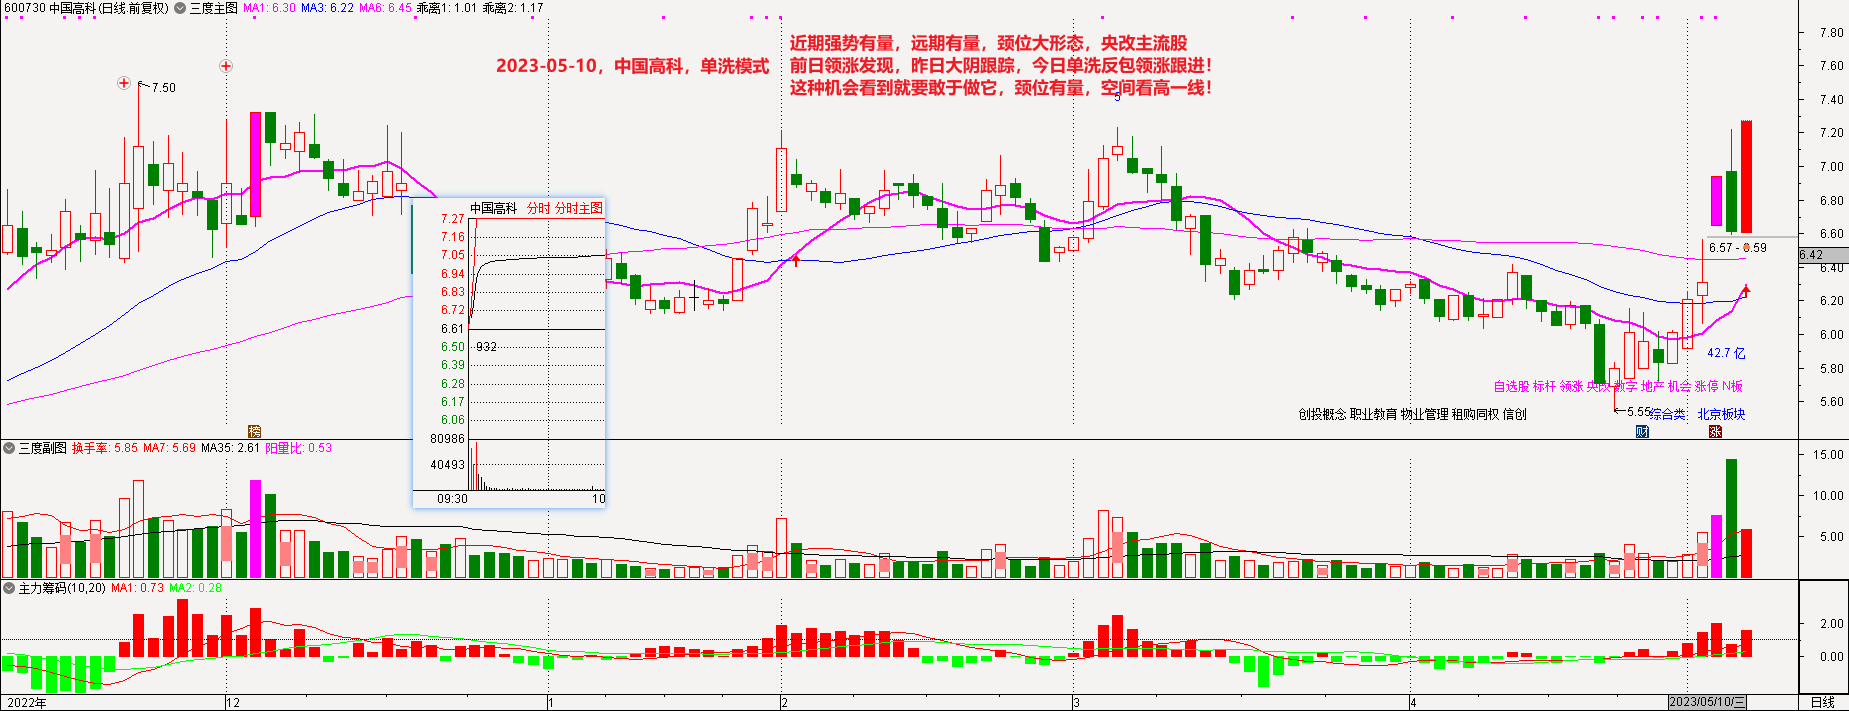 600730 中国高科(日线.前复权) 三度主图 MA1: 6.30 MA3: 6.22 MA6: 6.45 乖离1: 1.01 乖离2: 1.17
近期强势有量，远期有量，颈位大形态，央改主流股
2023-05-10，中国高科，单洗模式
前日领涨发现，昨日大阴跟踪，今日单洗反包领涨跟进！
这种机会看到就要敢于做它，颈位有量，空间看高一线！
5
7.50
7.80
7.60
7.40
7.20
7.00
6.80
6.60
6.42
6.40
6.20
6.00
5.80
5.60
6.57 - 6.59
42.7 亿
自选股 标杆 领涨 央改 数字 地产 机会 涨停 N板
创投概念 职业教育 物业管理 租购同权 信创
5.55
综合类
北京板块
榜
财
涨
中国高科 分时 分时主图
7.27
7.16
7.05
6.94
6.83
6.72
6.61
6.50
6.39
6.28
6.17
6.06
932
80986
40493
09:30
10
三度副图 换手率: 5.85 MA7: 5.69 MA35: 2.61 阳量比: 0.53
15.00
10.00
5.00
主力筹码(10,20) MA1: 0.73 MA2: 0.28
2.00
0.00
2022年
12
1
2
3
4
2023/05/10/三
日线